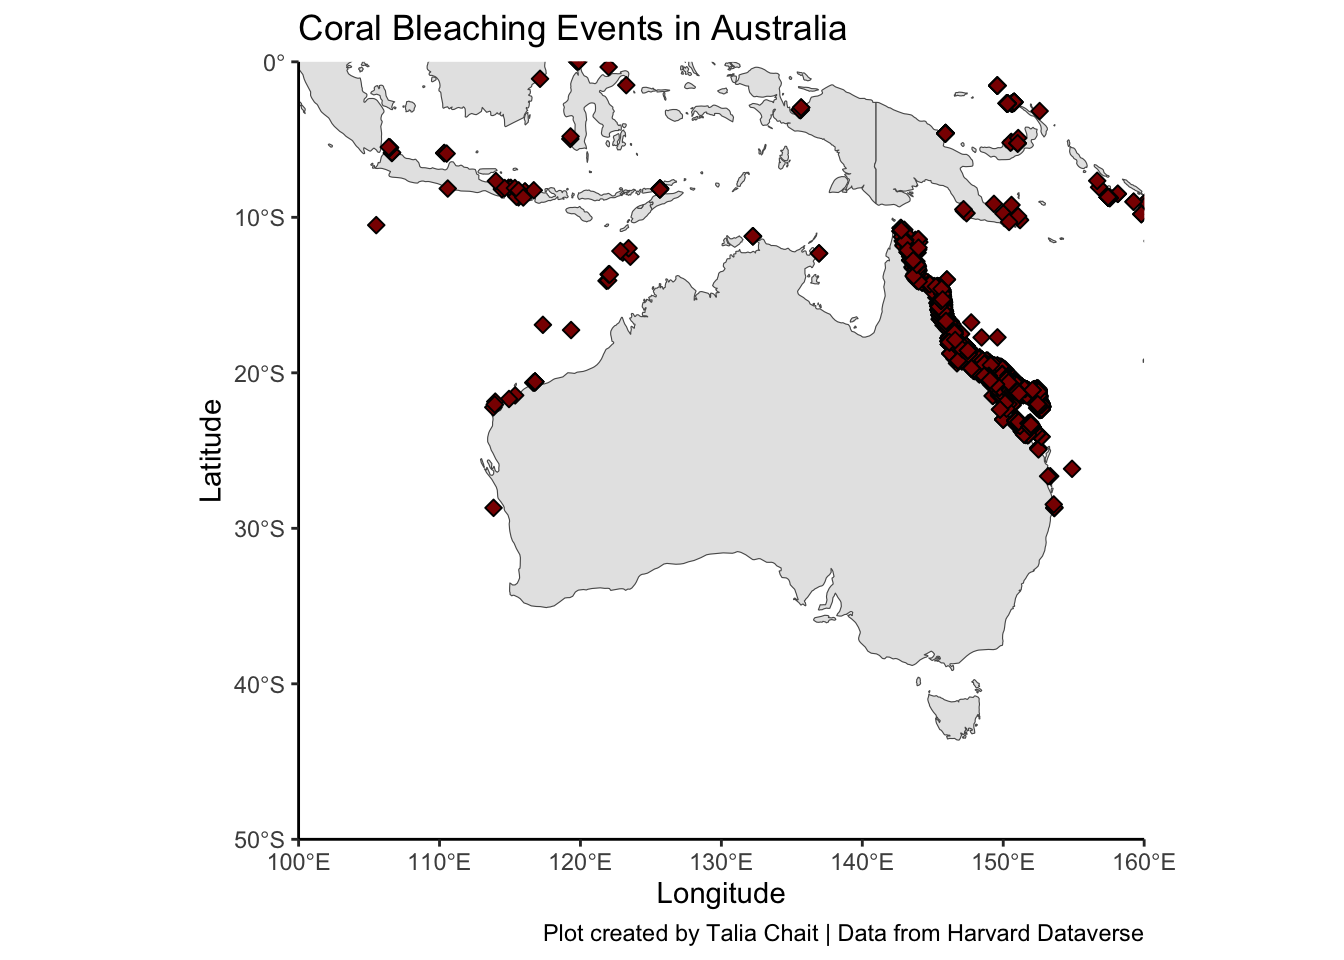 Coral Bleaching Events in Australia
0°
10°S
20°S
30°S
40°S
50°S
Latitude
100°E 110°E 120°E 130°E 140°E 150°E 160°E
Longitude
Plot created by Talia Chait | Data from Harvard Dataverse